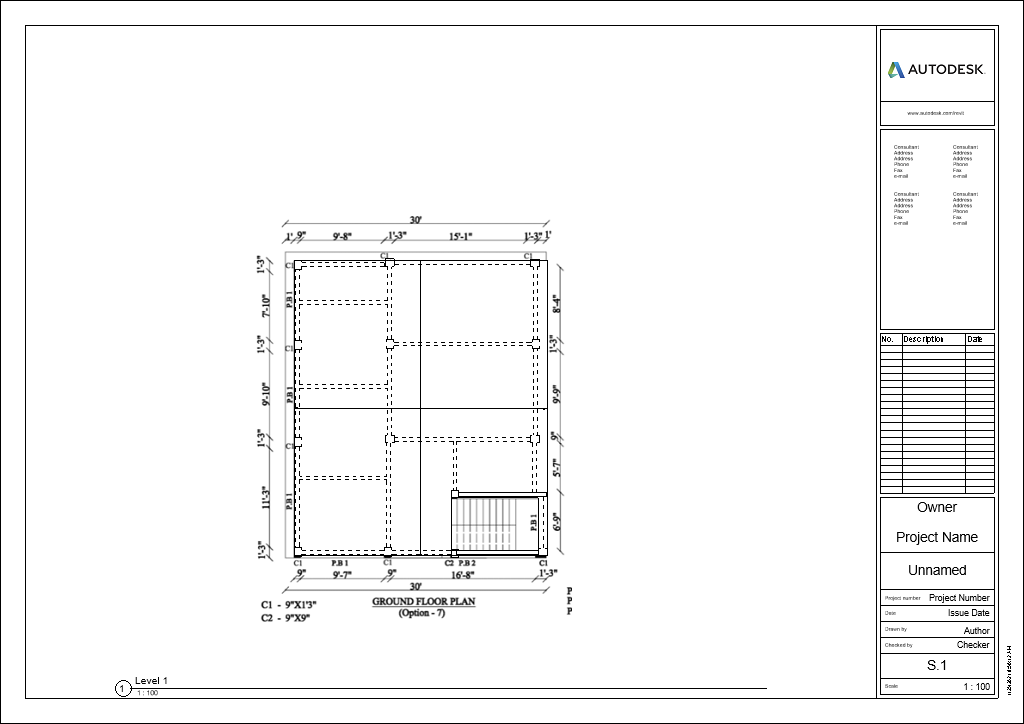 30'
1' 9" 9'-8" 1'-3" 15'-1" 1'-3" 1'
C1 C1
C1
1'-3"
7'-10"
P.B 1
8'-4"
1'-3"
C1
1'-3"
9'-10"
P.B 1
9'-9"
1'-3"
C1
9"
5'-7"
11'-3"
P.B 1
P.B 1
6'-9"
1'-3"
C1 P.B 1 C1 C2 P.B 2 C1
9" 9'-7" 9" 16'-8" 1'-3"
30'
C1 - 9"X1'3"
C2 - 9"X9"
GROUND FLOOR PLAN
(Option - 7)
P
P
P
1 Level 1
1 : 100
AUTODESK.
www.autodesk.com/revit
Consultant Consultant
Address Address
Address Address
Phone Phone
Fax Fax
e-mail e-mail
Consultant Consultant
Address Address
Address Address
Phone Phone
Fax Fax
e-mail e-mail
No. Description Date
Owner
Project Name
Unnamed
Project number Project Number
Date Issue Date
Drawn by Author
Checked by Checker
S.1
Scale 1 : 100